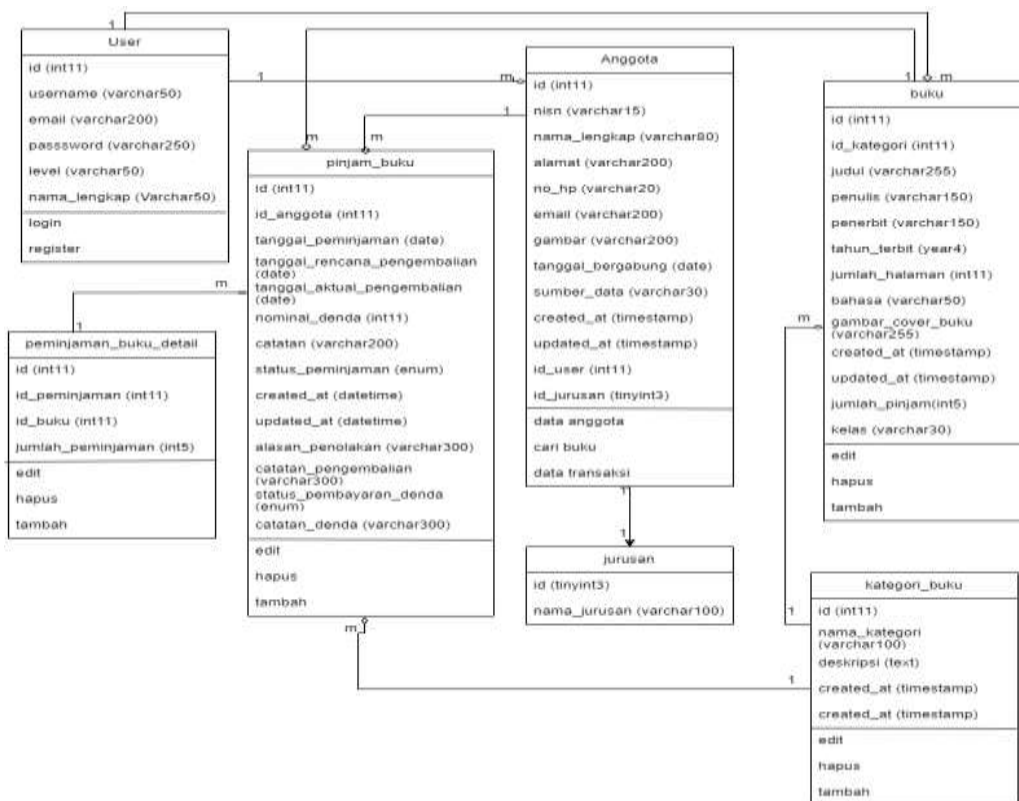 1
User
id (int11)
username (varchar50)
email (varchar200)
passsword (varchar250)
level (varchar50)
nama_lengkap (Varchar50)
login
register
1
m
Anggota
id (int11)
nisn (varchar15)
nama_lengkap (varchar80)
alamat (varchar200)
no_hp (varchar20)
email (varchar200)
gambar (varchar200)
tanggal_bergabung (date)
sumber_data (varchar30)
created_at (timestamp)
updated_at (timestamp)
id_user (int11)
id_jurusan (tinyint3)
data anggota
cari buku
data transaksi
1
m
buku
id (int11)
id_kategori (int11)
judul (varchar255)
penulis (varchar150)
penerbit (varchar150)
tahun_terbit (year4)
jumlah_halaman (int11)
bahasa (varchar50)
gambar_cover_buku
(varchar255)
created_at (timestamp)
updated_at (timestamp)
jumlah_pinjam(int5)
kelas (varchar30)
edit
hapus
tambah
m
m
1
pinjam_buku
id (int11)
id_anggota (int11)
tanggal_peminjaman (date)
tanggal_rencana_pengembalian
(date)
tanggal_aktual_pengembalian
(date)
nominal_denda (int11)
catatan (varchar200)
status_peminjaman (enum)
created_at (datetime)
updated_at (datetime)
alasan_penolakan (varchar300)
catatan_pengembalian
(varchar300)
status_pembayaran_denda
(enum)
catatan_denda (varchar300)
edit
hapus
tambah
m
1
peminjaman_buku_detail
id (int11)
id_peminjaman (int11)
id_buku (int11)
jumlah_peminjaman (int5)
edit
hapus
tambah
1
1
jurusan
id (tinyint3)
nama_jurusan (varchar100)
m
1
kategori_buku
id (int11)
nama_kategori
(varchar100)
deskripsi (text)
created_at (timestamp)
created_at (timestamp)
edit
hapus
tambah
m
1